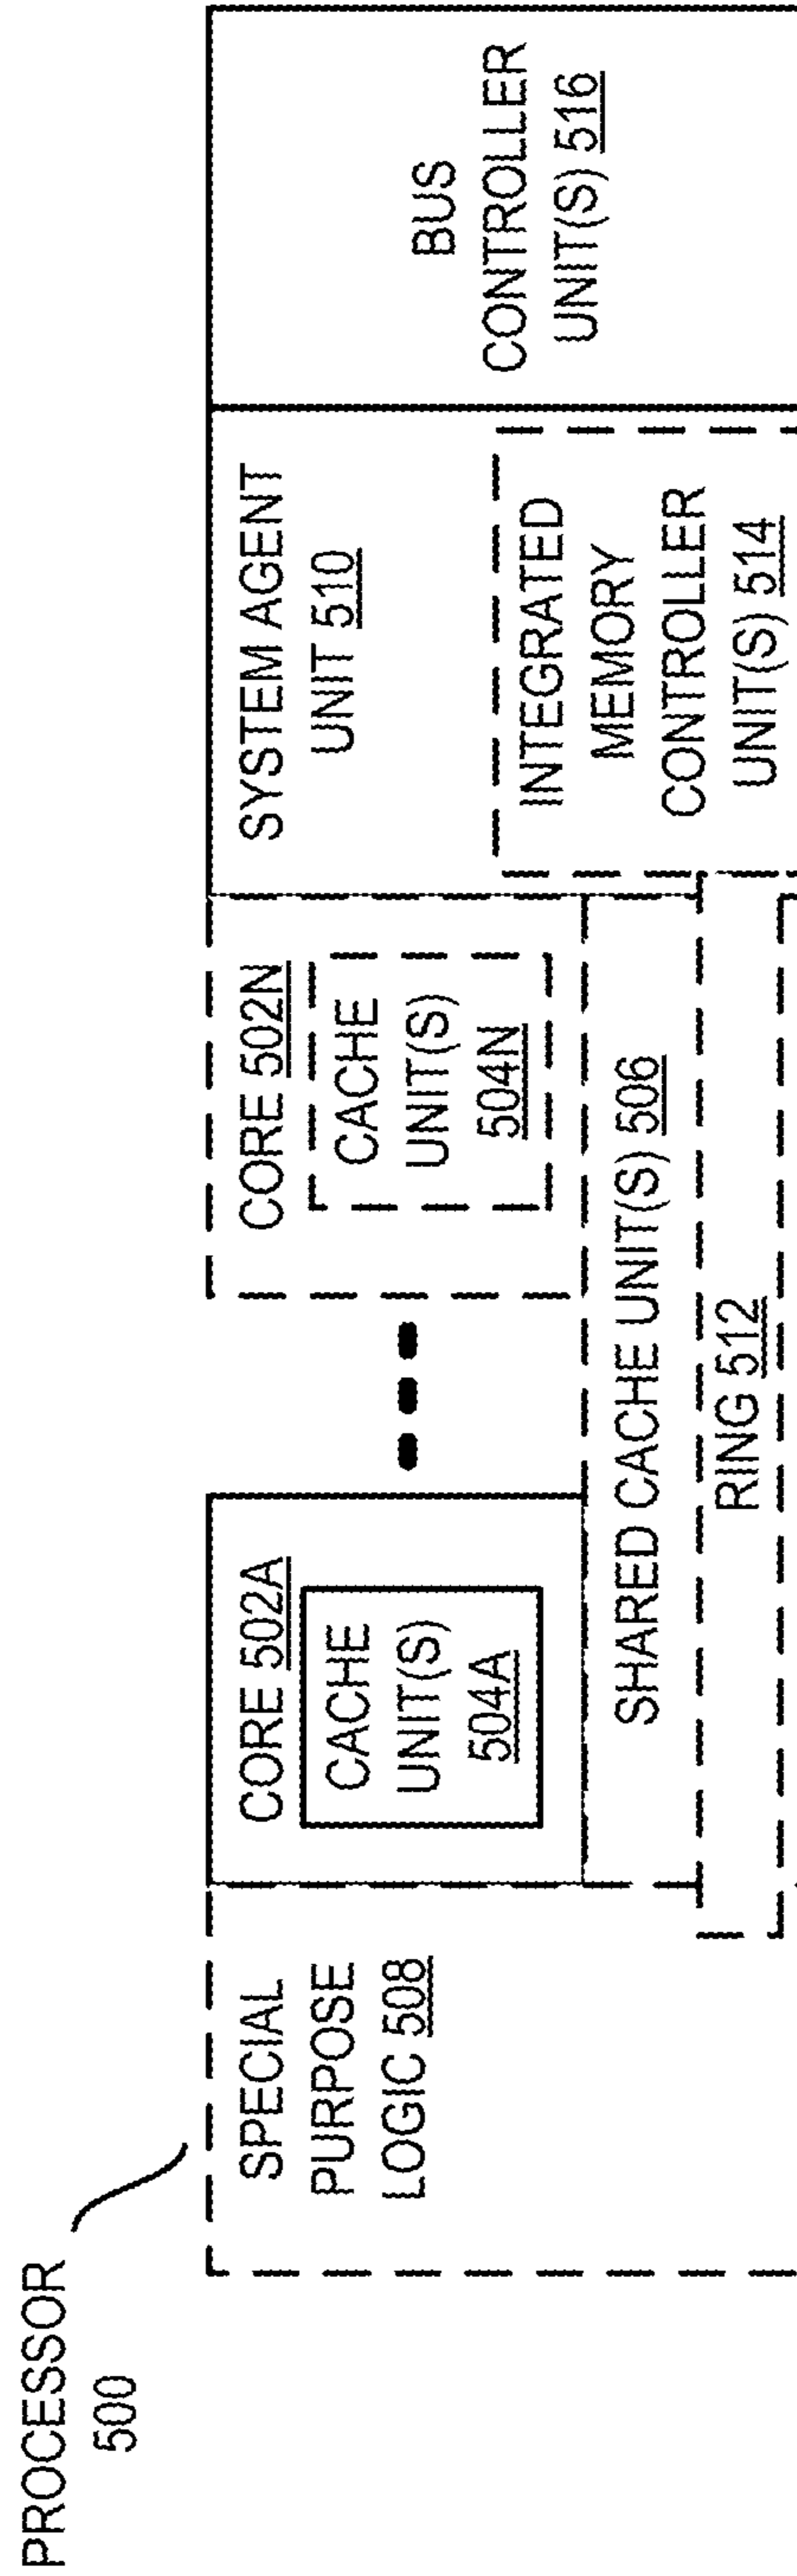 PROCESSOR
500
SPECIAL
PURPOSE
LOGIC 508
CORE 502A
CACHE
UNIT(S)
504A
CORE 502N
CACHE
UNIT(S)
504N
SHARED CACHE UNIT(S) 506
RING 512
SYSTEM AGENT
UNIT 510
INTEGRATED
MEMORY
CONTROLLER
UNIT(S) 514
BUS
CONTROLLER
UNIT(S) 516